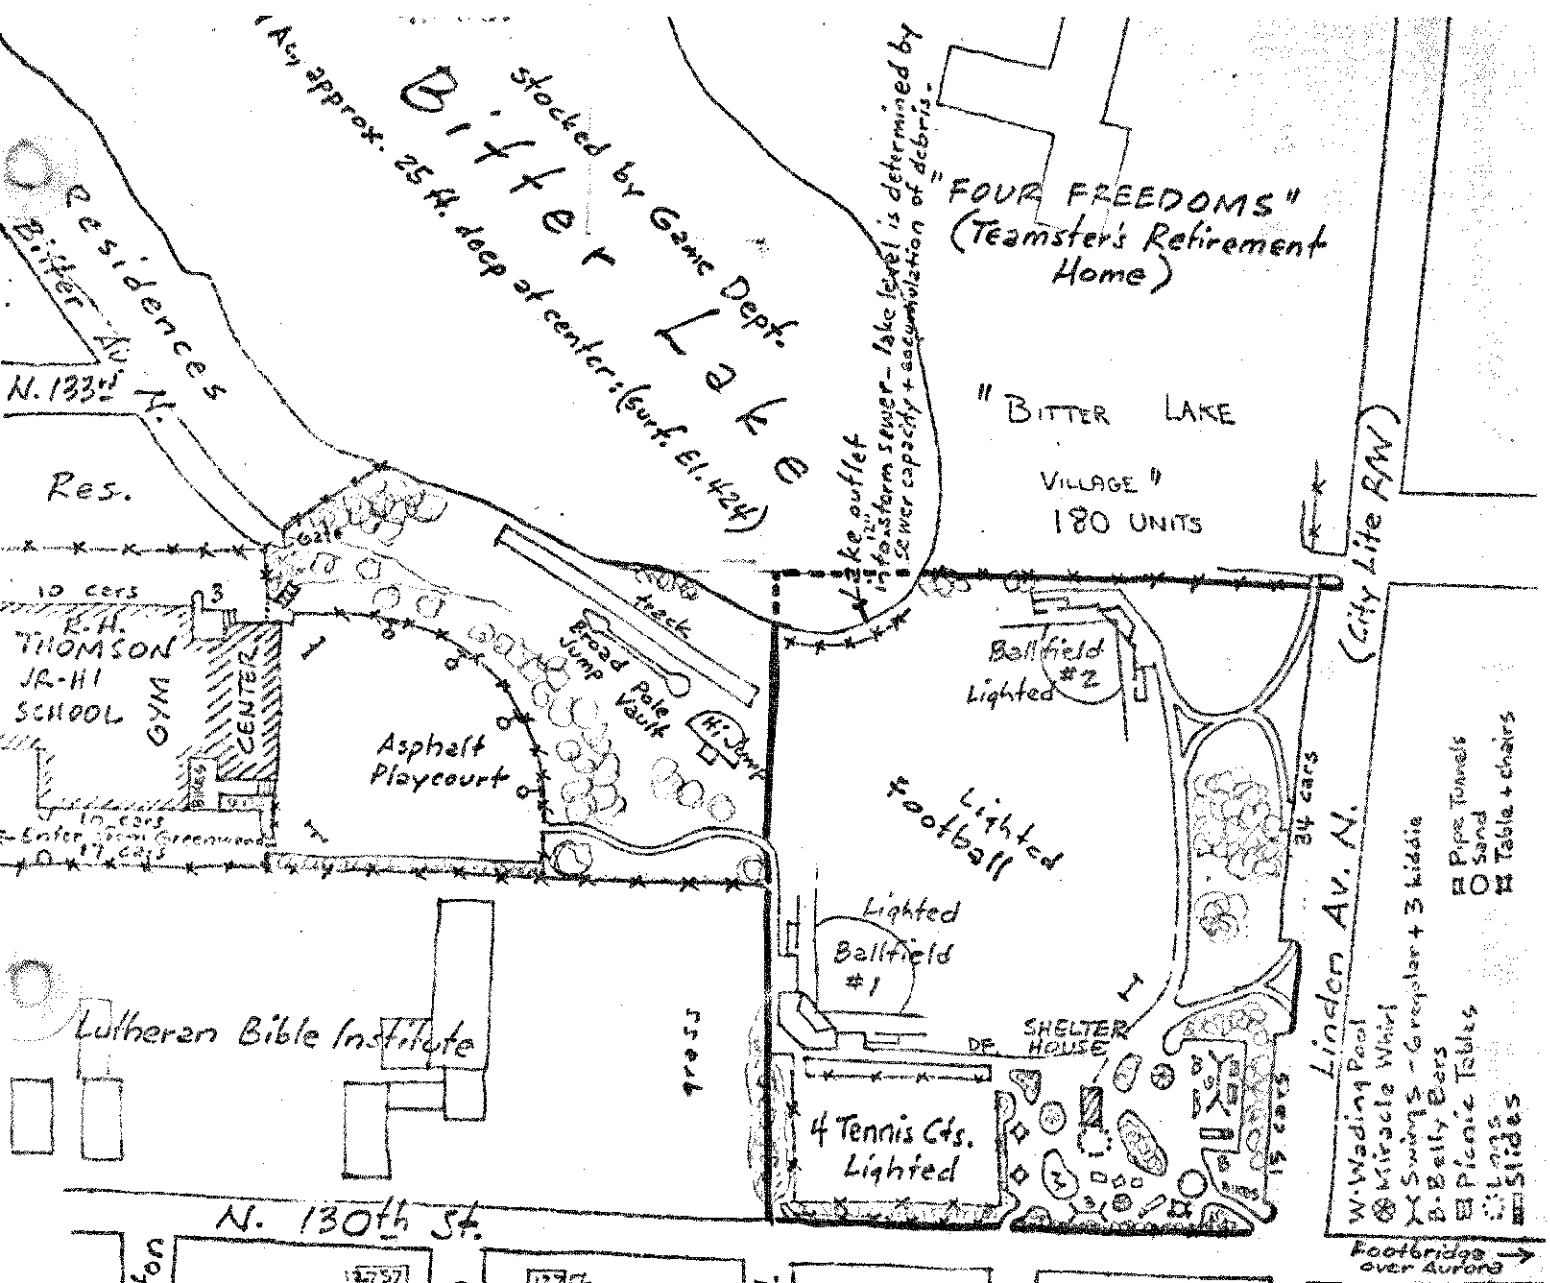 stocked by Game Dept.
Bitter Lake
approx. 25 ft. deep at center: (Surf. El. 424)
Lake outlet
into 12" storm sewer - lake level is determined by
sewer capacity + accumulation of debris.
"FOUR FREEDOMS"
(Teamster's Retirement
Home)
"BITTER LAKE
VILLAGE"
180 UNITS
(City Lite R/W)
Residences
Bitter Av. N.
N. 133rd
Res.
Gate
10 cars
3
R.H.
THOMSON
JR-HI
SCHOOL
GYM
CENTER
BIKES
10 cars
Enter from Greenwood
17 cars
Asphalt
Playcourt
track
Broad
Jump
Pole
Vault
Hi Jump
Ballfield
#2
Lighted
Lighted
Football
34 cars
Lighted
Ballfield
#1
Linden Av. N.
Lutheran Bible Institute
grass
DF.
SHELTER
HOUSE
4 Tennis Cts.
Lighted
W
B
B
6
15 cars
N. 130th St.
ton
W-Wading Pool
Miracle Whirl
Swings - 6 regular + 3 kiddie
B-Belly Bars
Picnic Tables
Logs
Slides
Pipe Tunnels
Sand
Table + chairs
Footbridge
over Aurora